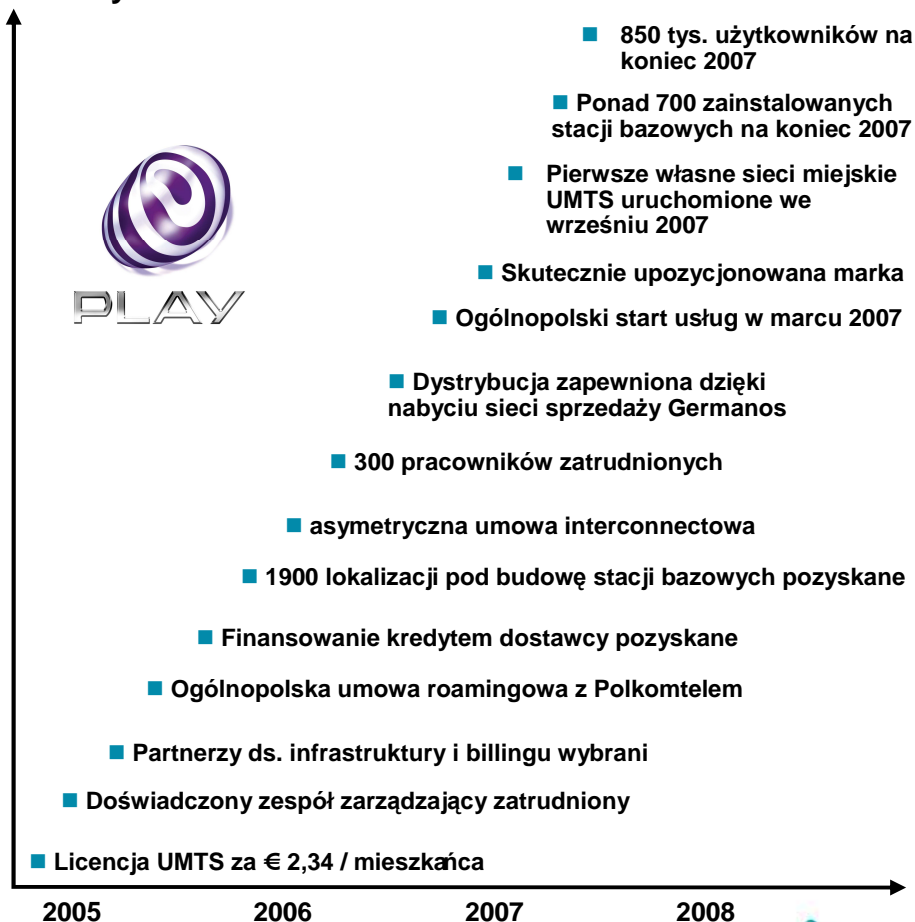 850 tys. użytkowników na
koniec 2007
Ponad 700 zainstalowanych
stacji bazowych na koniec 2007
Pierwsze własne sieci miejskie
UMTS uruchomione we
wrześniu 2007
Skutecznie upozycjonowana marka
PLAY
Ogólnopolski start usług w marcu 2007
Dystrybucja zapewniona dzięki
nabyciu sieci sprzedaży Germanos
300 pracowników zatrudnionych
asymetryczna umowa interconnectowa
1900 lokalizacji pod budowę stacji bazowych pozyskane
Finansowanie kredytem dostawcy pozyskane
Ogólnopolska umowa roamingowa z Polkomtelem
Partnerzy ds. infrastruktury i billingu wybrani
Doświadczony zespół zarządzający zatrudniony
Licencja UMTS za € 2,34 / mieszkańca
2005 2006 2007 2008